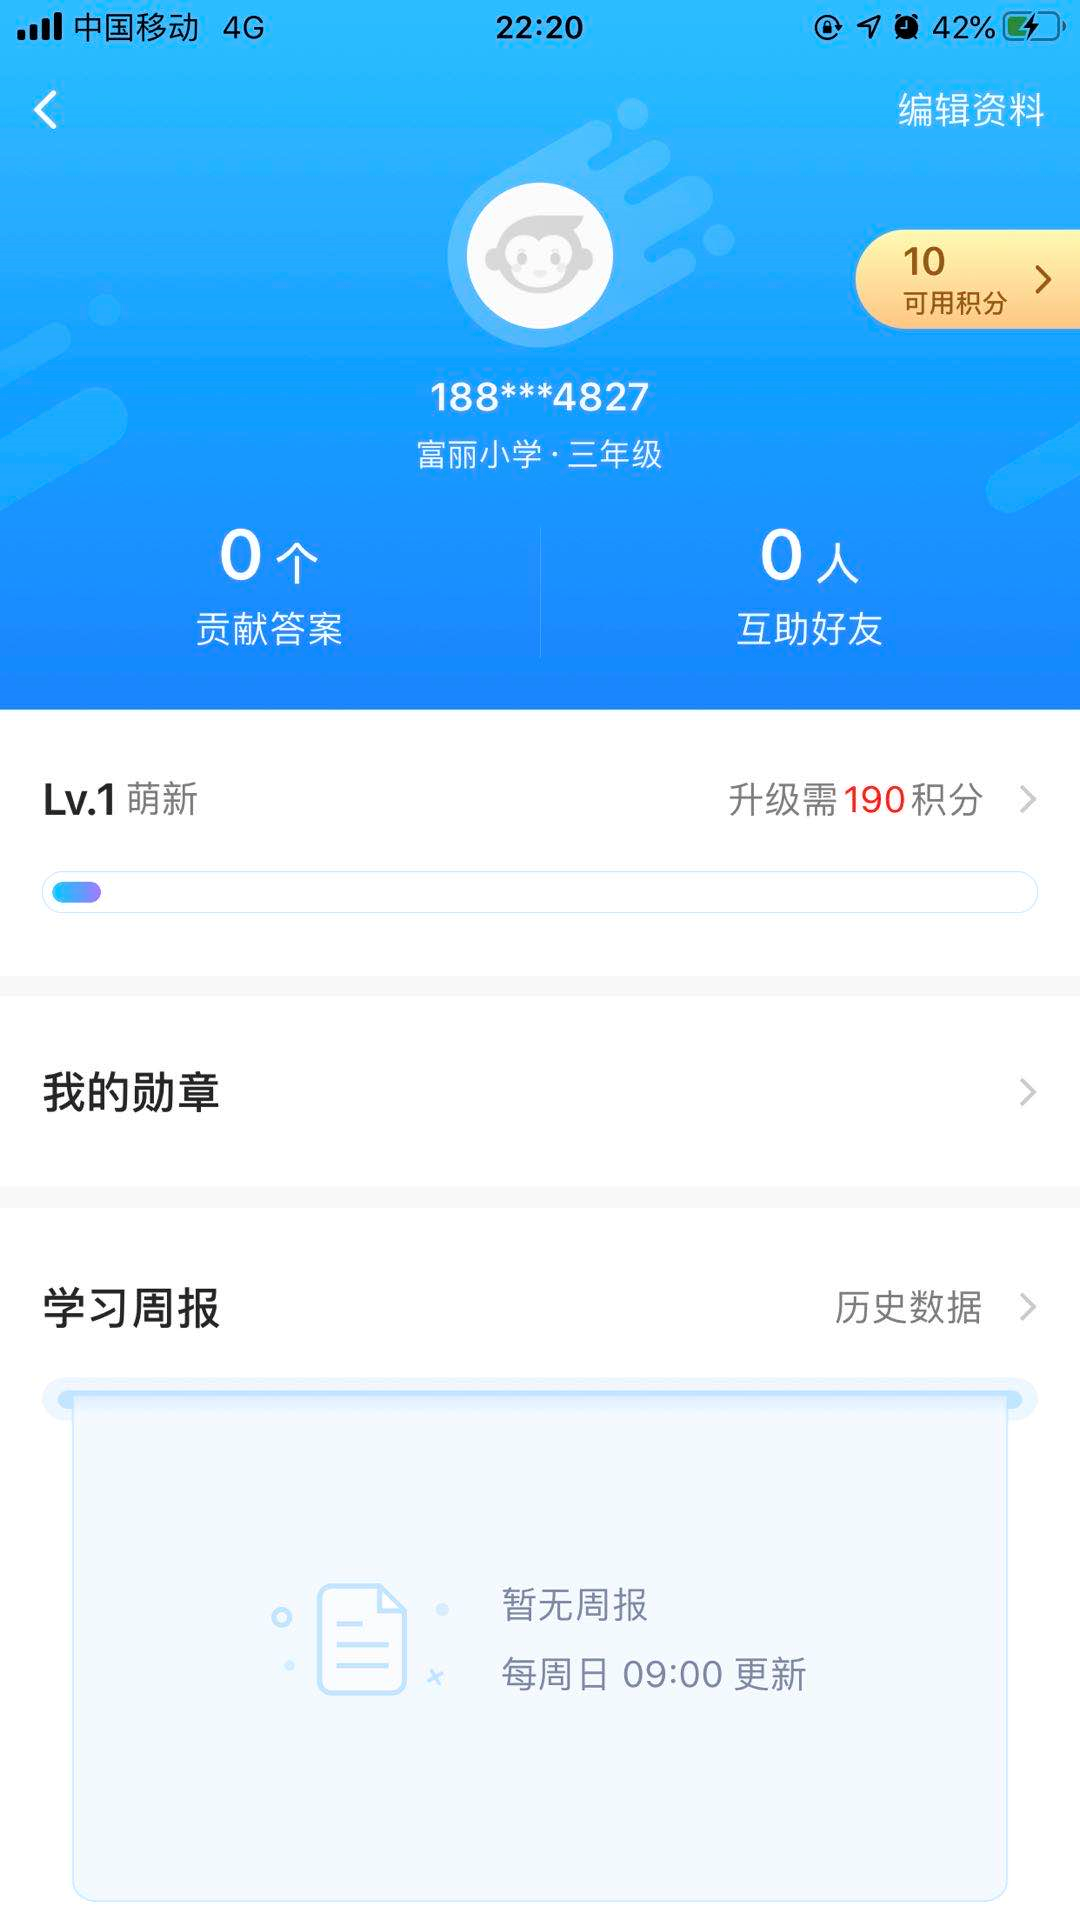 中国移动 4G 22:20 42%
编辑资料
10
可用积分
188***4827
富丽小学·三年级
0个 0人
贡献答案 互助好友
Lv.1 萌新 升级需190积分
我的勋章
学习周报 历史数据
暂无周报
每周日 09:00 更新